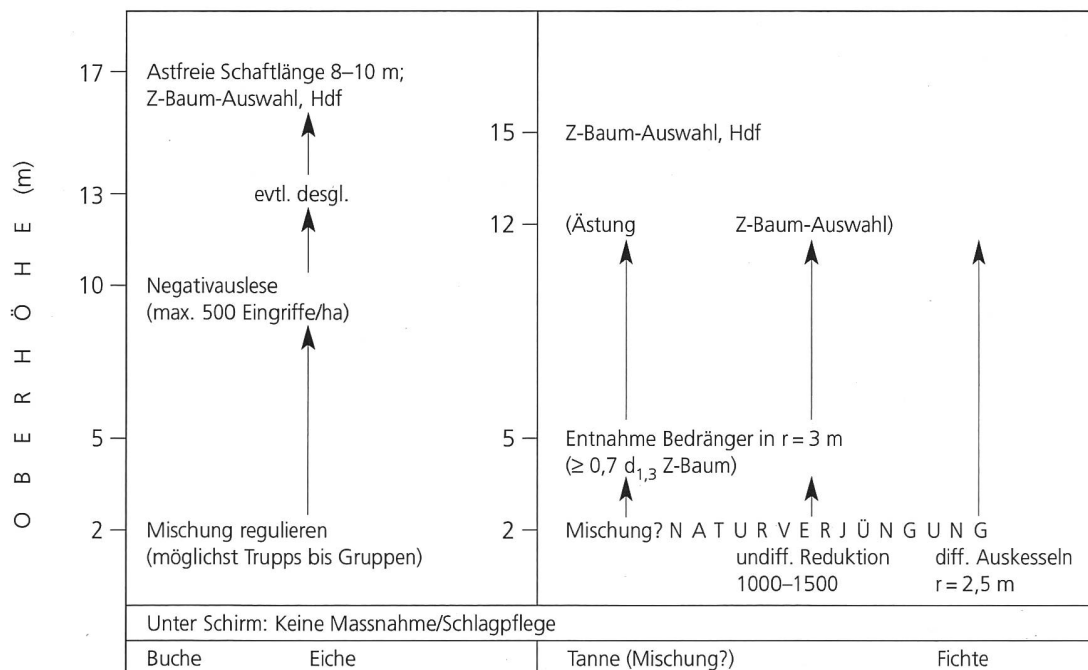 OBERHÖHE (m)
17
Astfreie Schaftlänge 8–10 m;
Z-Baum-Auswahl, Hdf
13
evtl. desgl.
10
Negativauslese
(max. 500 Eingriffe/ha)
5
2
Mischung regulieren
(möglichst Trupps bis Gruppen)
15
Z-Baum-Auswahl, Hdf
12
(Ästung Z-Baum-Auswahl)
5
Entnahme Bedränger in r = 3 m
(≥ 0,7 d1,3 Z-Baum)
2
Mischung? NATURVERJÜNGUNG
undiff. Reduktion
1000–1500
diff. Auskesseln
r = 2,5 m
Unter Schirm: Keine Massnahme/Schlagpflege
Buche Eiche Tanne (Mischung?) Fichte